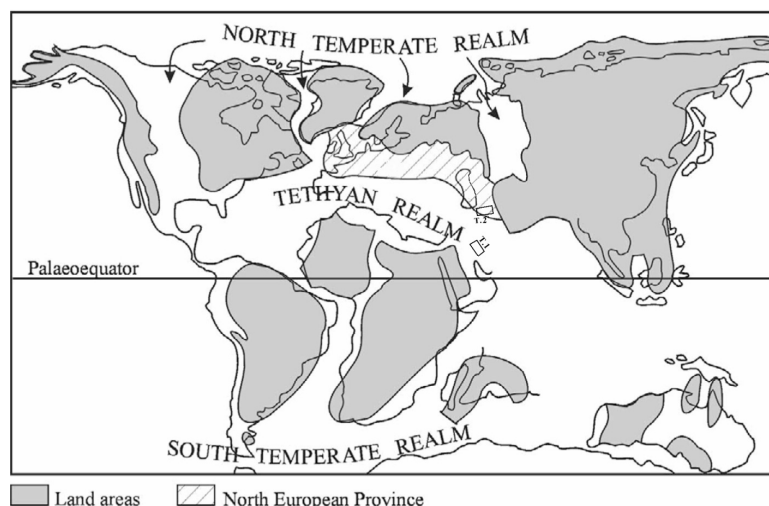 NORTH TEMPERATE REALM
TETHYAN REALM
Palaeoequator
SOUTH TEMPERATE REALM
Land areas
North European Province